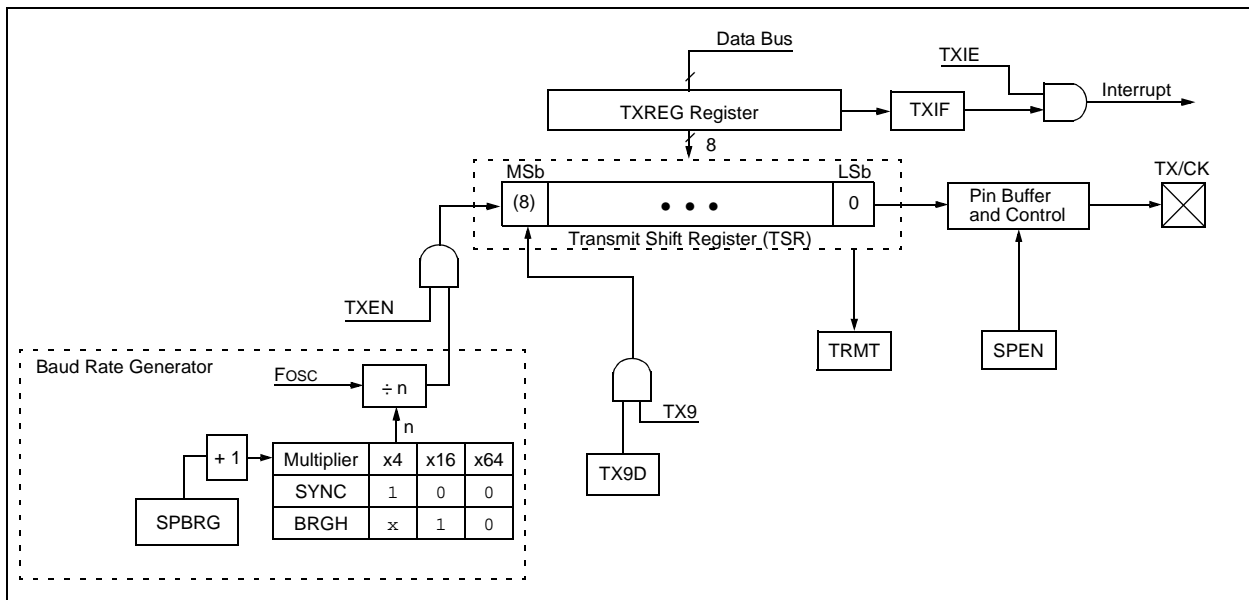 Data Bus
TXIE
Interrupt
TXREG Register
TXIF
8
MSb
LSb
TX/CK
(8)
• • •
0
Pin Buffer
and Control
Transmit Shift Register (TSR)
TXEN
TRMT
SPEN
Baud Rate Generator
FOSC
÷ n
n
TX9
+ 1
Multiplier x4 x16 x64
SYNC 1 0 0
BRGH x 1 0
TX9D
SPBRG